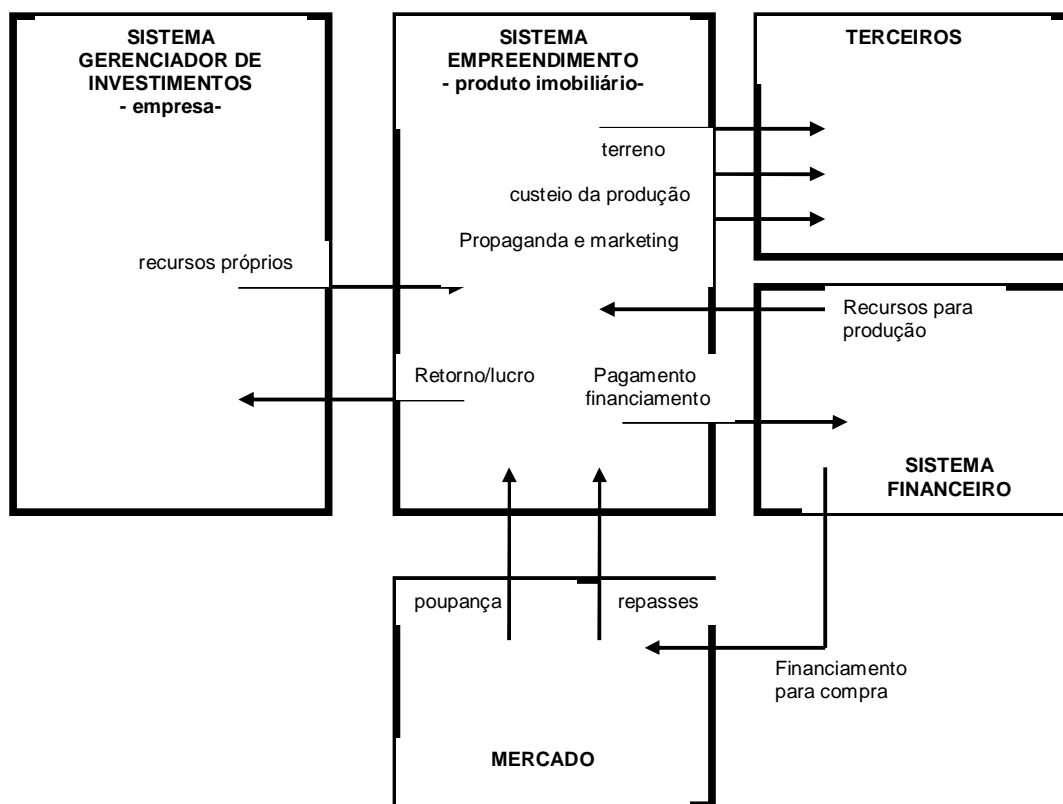 SISTEMA
GERENCIADOR DE
INVESTIMENTOS
- empresa-
SISTEMA
EMPREENDIMENTO
- produto imobiliário-
TERCEIROS
terreno
custeio da produção
Propaganda e marketing
recursos próprios
Recursos para
produção
Retorno/lucro
Pagamento
financiamento
SISTEMA
FINANCEIRO
poupança
repasses
Financiamento
para compra
MERCADO